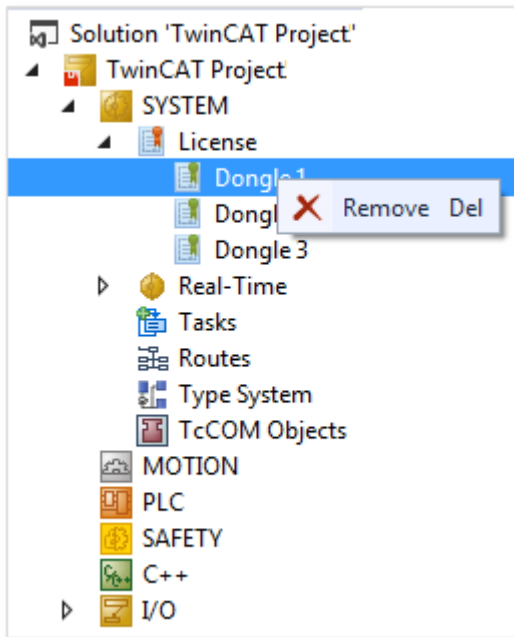 Solution 'TwinCAT Project'
TwinCAT Project
SYSTEM
License
Dongle 1
Remove Del
Dongle 3
Real-Time
Tasks
Routes
Type System
TcCOM Objects
MOTION
PLC
SAFETY
C++
I/O